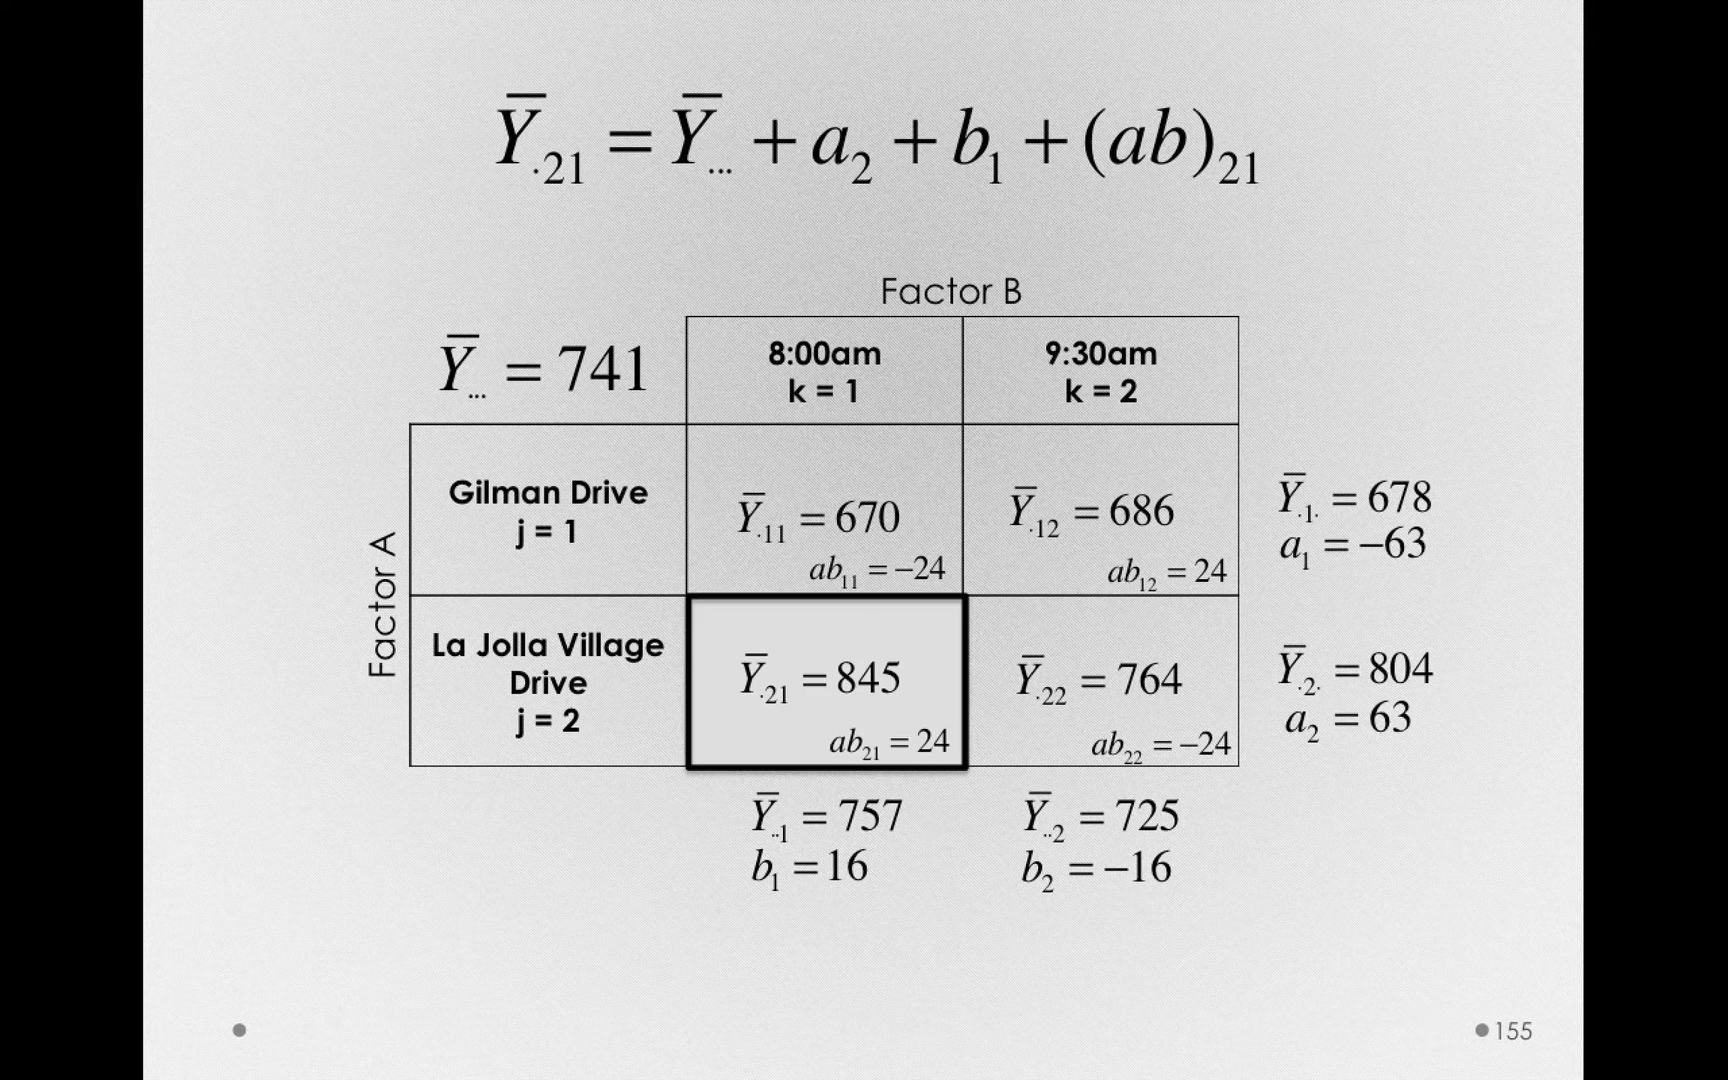 Ȳ.21 = Ȳ... + a₂ + b₁ + (ab)₂₁
Factor B
Ȳ... = 741
8:00am
k = 1
9:30am
k = 2
Factor A
Gilman Drive
j = 1
Ȳ.11 = 670
ab₁₁ = −24
Ȳ.12 = 686
ab₁₂ = 24
Ȳ.1. = 678
a₁ = −63
La Jolla Village
Drive
j = 2
Ȳ.21 = 845
ab₂₁ = 24
Ȳ.22 = 764
ab₂₂ = −24
Ȳ.2. = 804
a₂ = 63
Ȳ..1 = 757
b₁ = 16
Ȳ..2 = 725
b₂ = −16
155